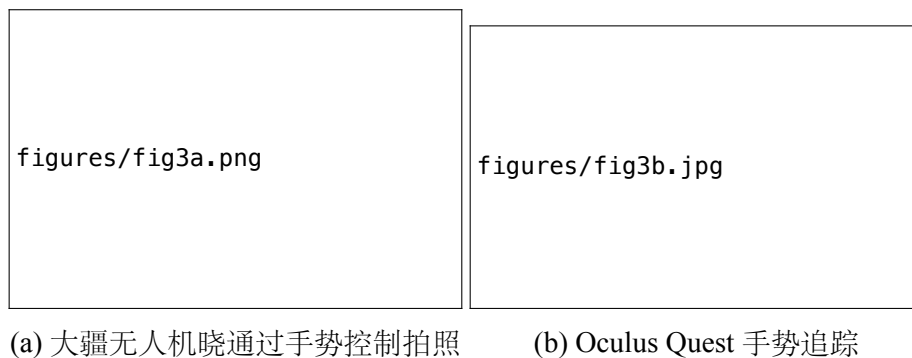 figures/fig3a.png
figures/fig3b.jpg
(a) 大疆无人机晓通过手势控制拍照
(b) Oculus Quest 手势追踪